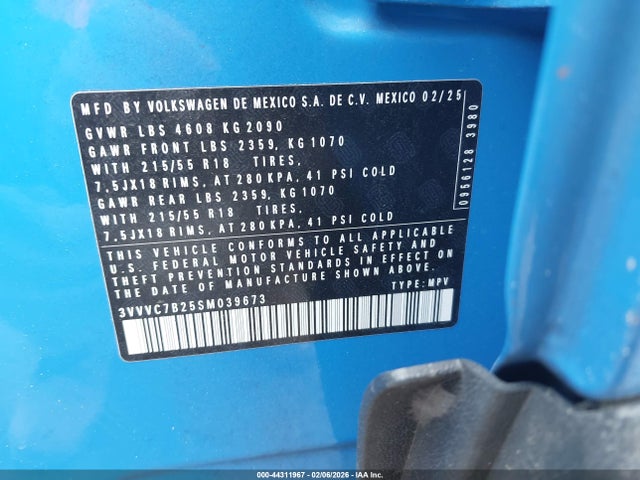 MFD BY VOLKSWAGEN DE MEXICO S.A. DE C.V. MEXICO 02/25
GVWR LBS 4608 KG 2090
GAWR FRONT LBS 2359, KG 1070
WITH 215/55 R18 TIRES,
7,5JX18 RIMS, AT 280 KPA, 41 PSI COLD
GAWR REAR LBS 2359, KG 1070
WITH 215/55 R18 TIRES,
7,5JX18 RIMS, AT 280 KPA, 41 PSI COLD
THIS VEHICLE CONFORMS TO ALL APPLICABLE
U.S. FEDERAL MOTOR VEHICLE SAFETY AND
THEFT PREVENTION STANDARDS IN EFFECT ON
THE DATE OF MANUFACTURE SHOWN ABOVE.
3VVVC7B25SM039673
TYPE: MPV
0956128 3980
000-44311967 - 02/06/2026 - IAA Inc.